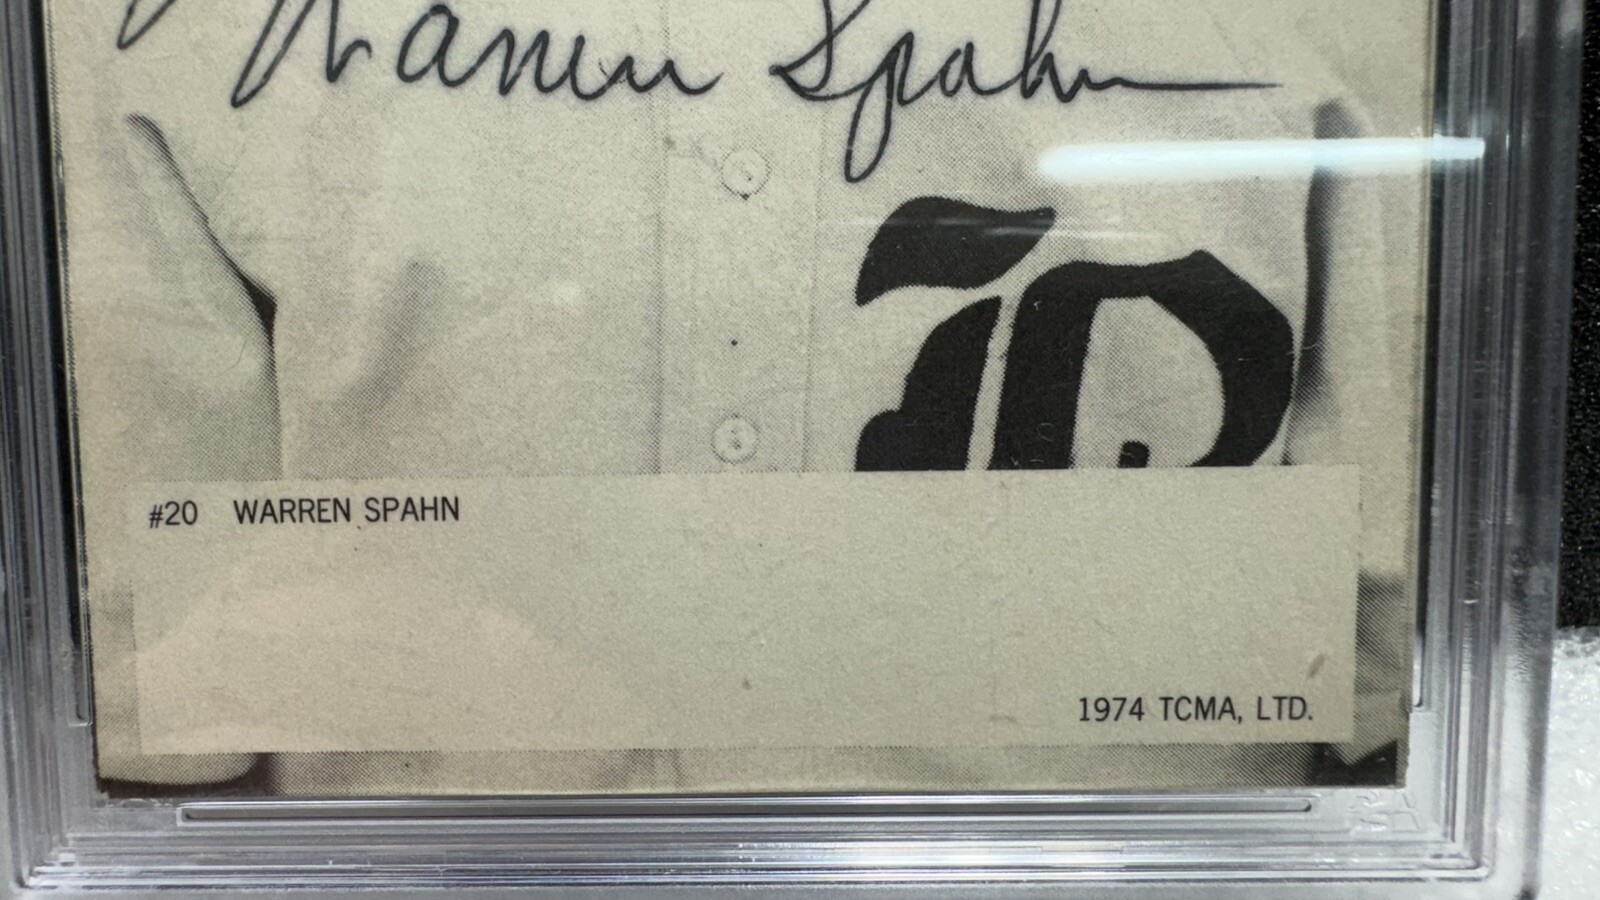 Warren Spahn
B
#20 WARREN SPAHN
1974 TCMA, LTD.